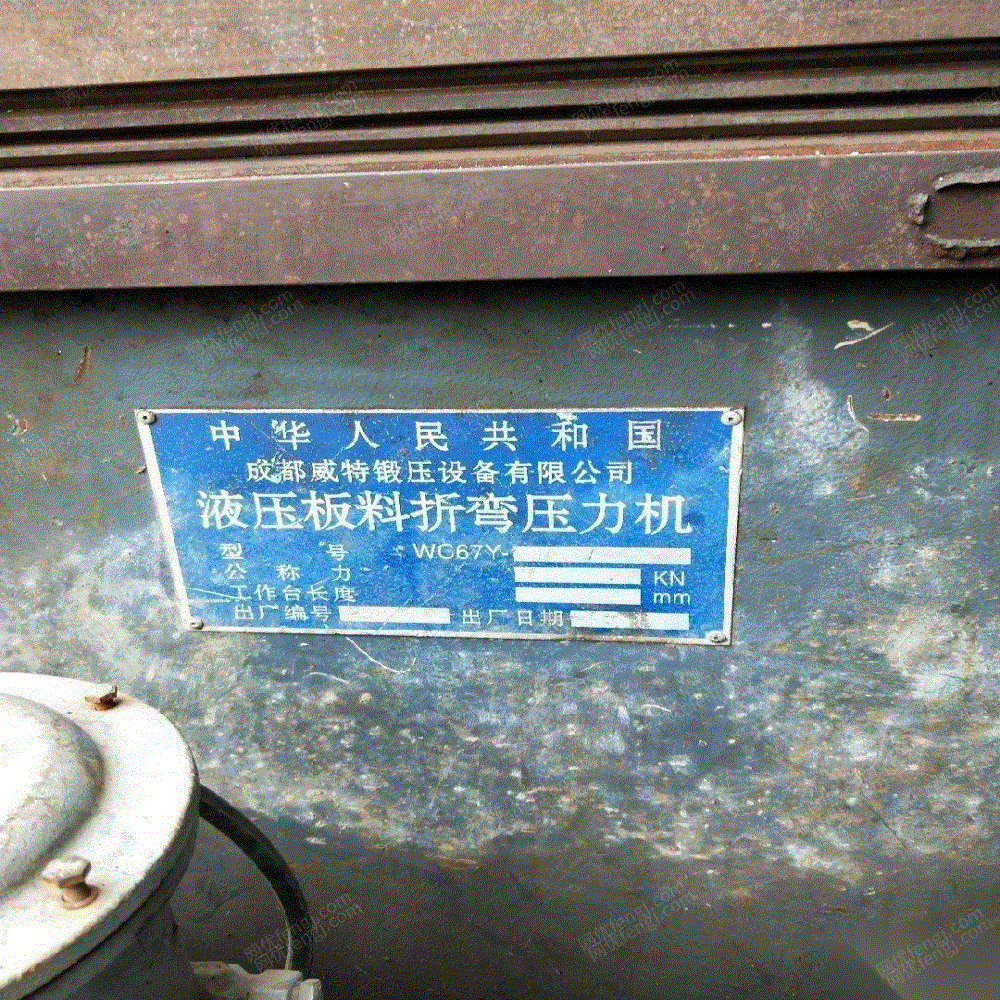 中华人民共和国
成都威特锻压设备有限公司
液压板料折弯压力机
型号 WC67Y-
公称力 KN
工作台长度 mm
出厂编号 出厂日期